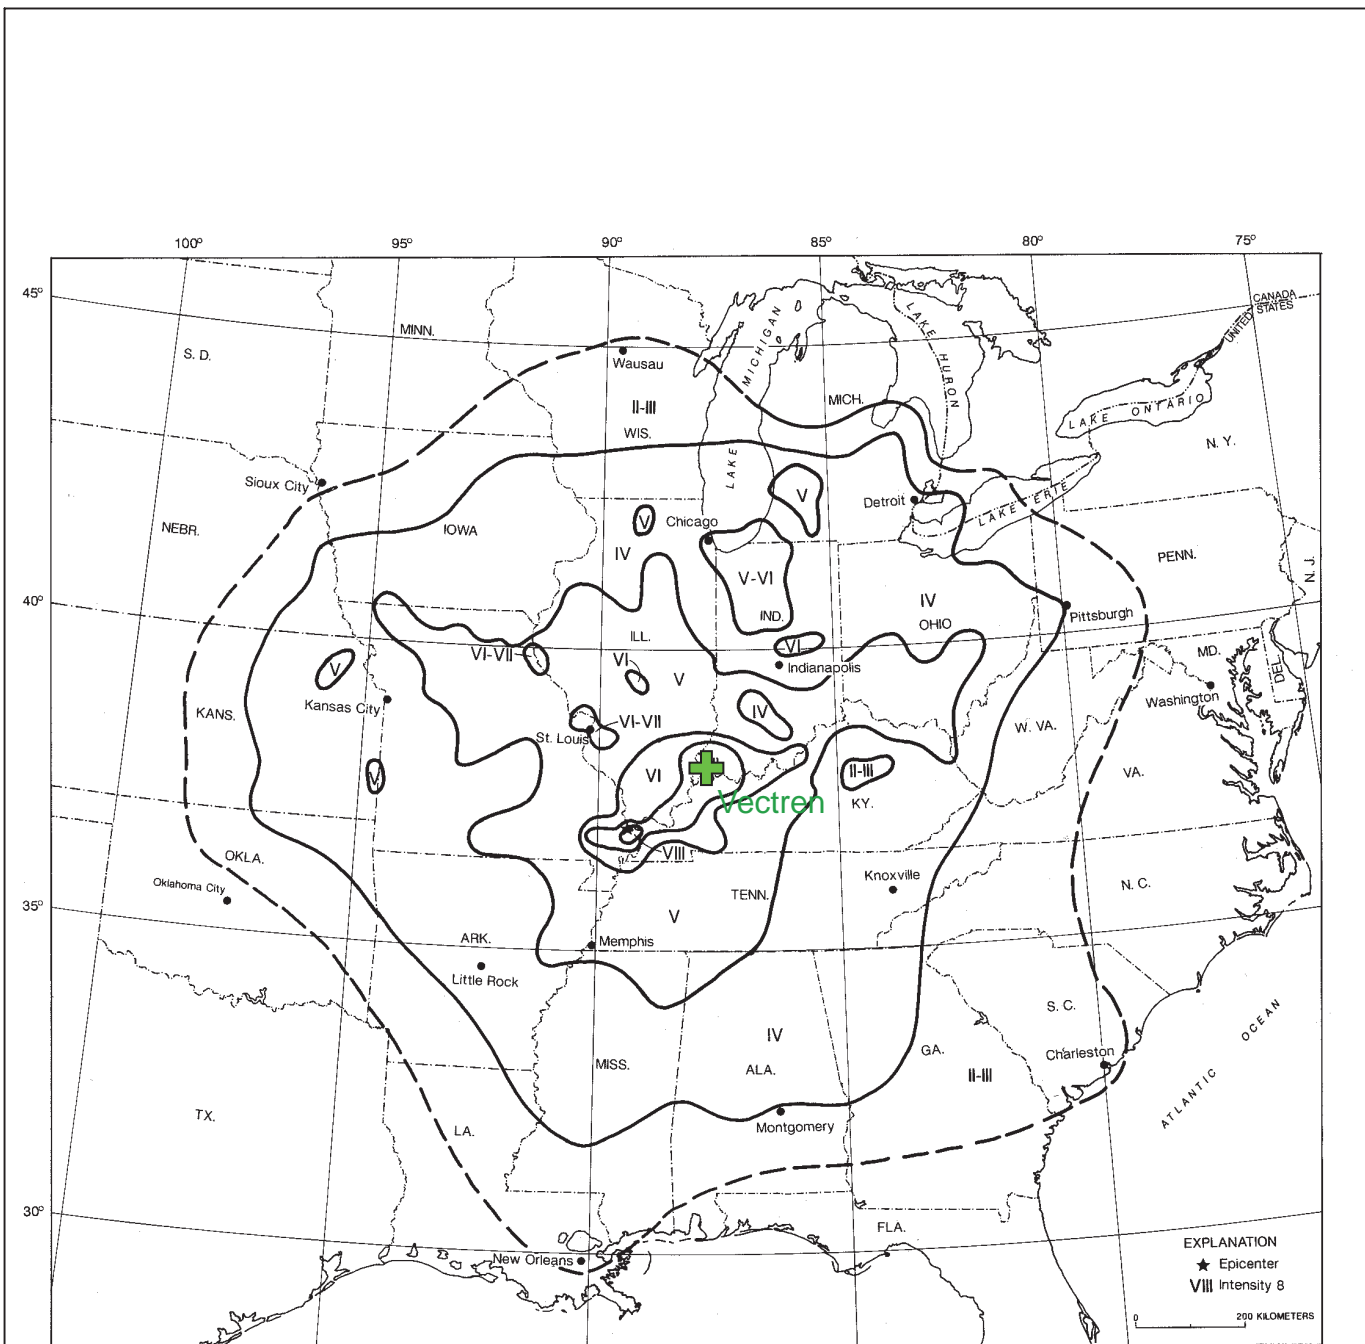 100° 95° 90° 85° 80° 75°
45°
CANADA
UNITED STATES
MINN.
S. D.
Wausau
LAKE MICHIGAN
LAKE HURON
MICH.
LAKE ONTARIO
II-III
WIS.
N. Y.
Sioux City
V
Detroit
LAKE ERIE
NEBR.
IOWA
V
Chicago
IV
PENN.
N. J.
V-VI
40°
IV
IND.
OHIO
Pittsburgh
ILL.
VI-VII
VI
VI
Indianapolis
MD.
DEL.
V
V
Washington
KANS.
Kansas City
IV
VI-VII
St. Louis
W. VA.
V
VI
II-III
VA.
KY.
Vectren
VIII
OKLA.
Oklahoma City
Knoxville
N. C.
TENN.
35°
V
ARK.
Memphis
Little Rock
S. C.
ATLANTIC OCEAN
IV
MISS.
ALA.
GA.
Charleston
II-III
TX.
LA.
Montgomery
30°
FLA.
New Orleans
EXPLANATION
Epicenter
VIII Intensity 8
0 200 KILOMETERS